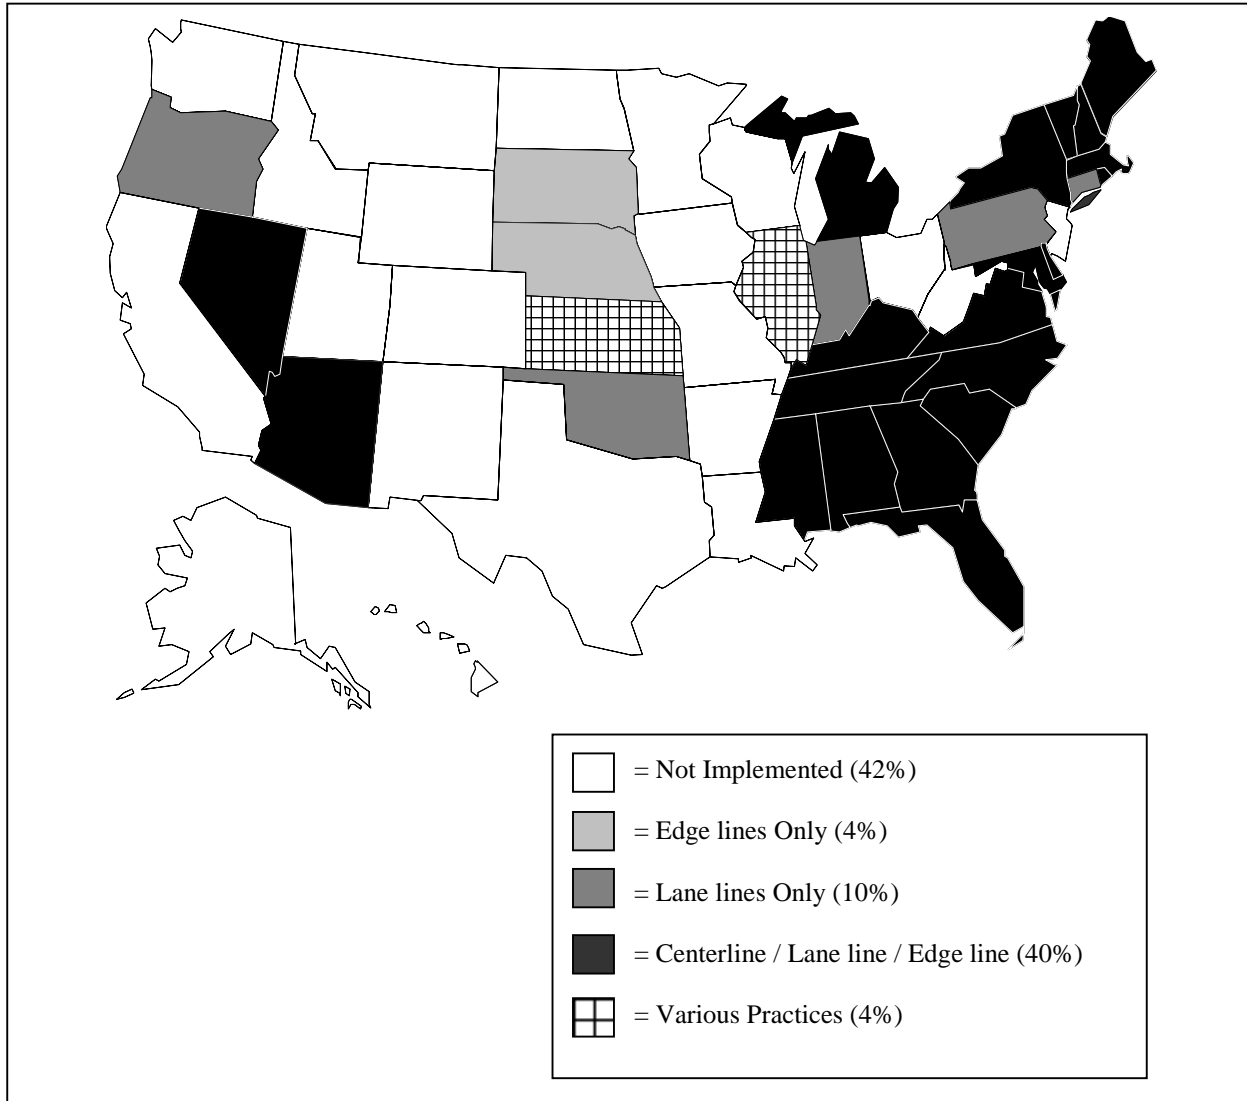 = Not Implemented (42%)
= Edge lines Only (4%)
= Lane lines Only (10%)
= Centerline / Lane line / Edge line (40%)
= Various Practices (4%)